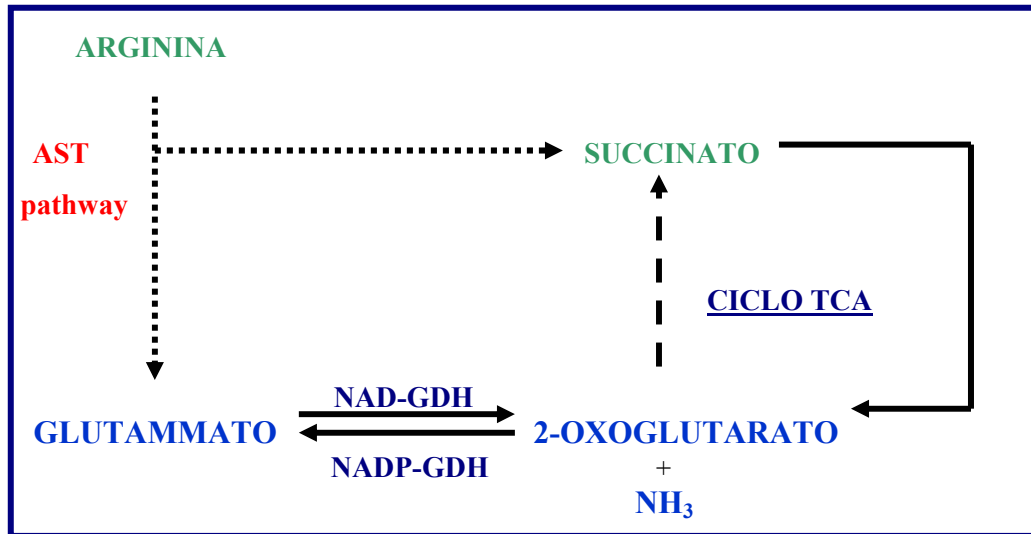 ARGININA
AST
pathway
SUCCINATO
CICLO TCA
NAD-GDH
GLUTAMMATO
2-OXOGLUTARATO
NADP-GDH
+
NH₃